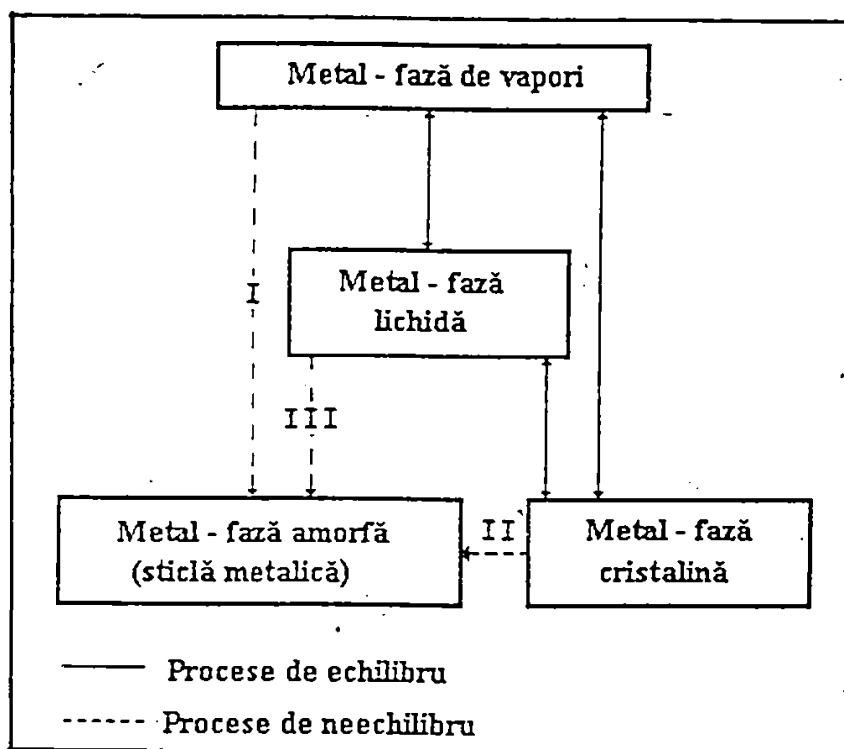 Metal - fază de vapori
Metal - fază
lichidă
I
III
Metal - fază amorfă
(sticlă metalică)
II
Metal - fază
cristalină
Procese de echilibru
Procese de neechilibru